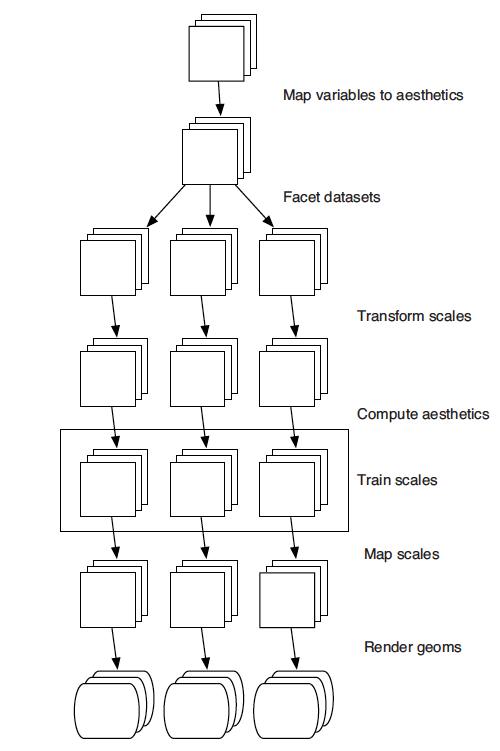 Map variables to aesthetics
Facet datasets
Transform scales
Compute aesthetics
Train scales
Map scales
Render geoms